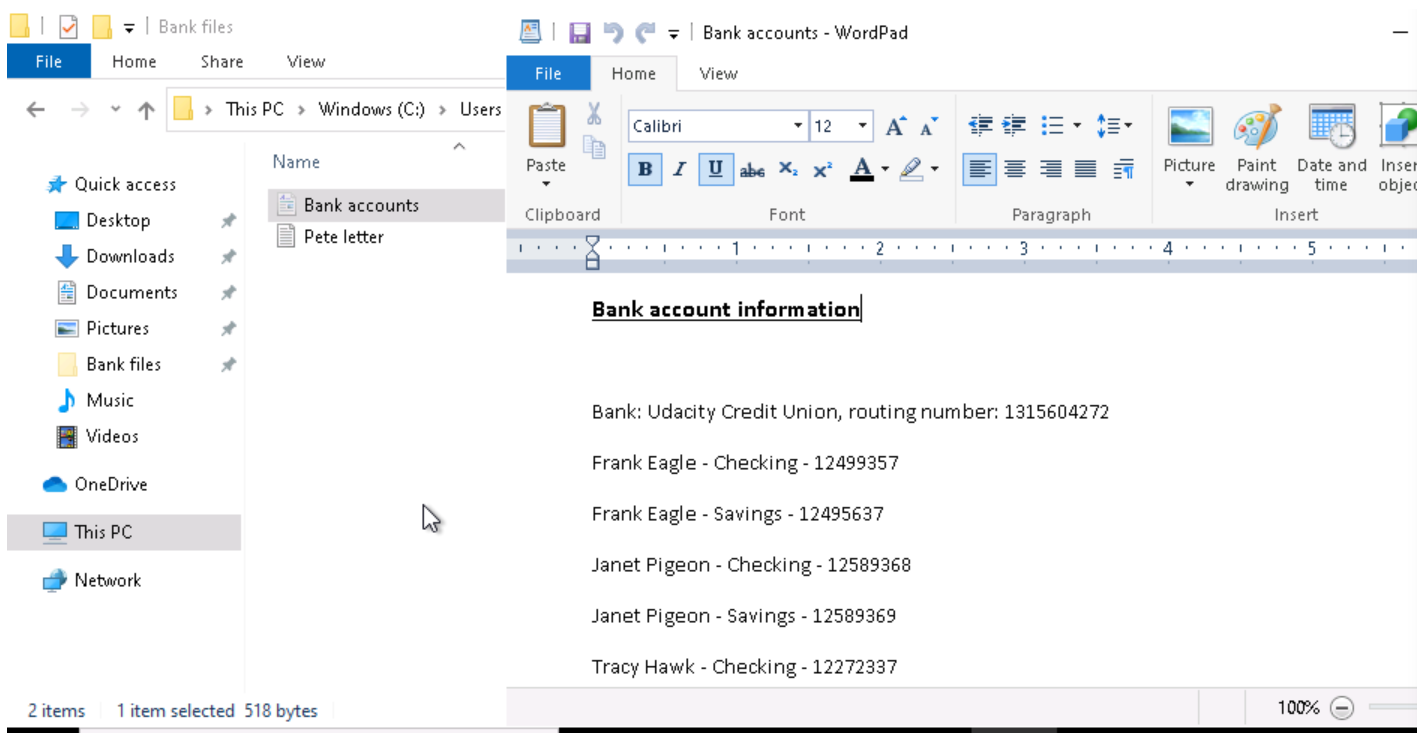 Bank files
File Home Share View
This PC > Windows (C:) > Users
Name
Quick access
Desktop
Downloads
Documents
Pictures
Bank files
Music
Videos
OneDrive
This PC
Network
Bank accounts
Pete letter
2 items 1 item selected 518 bytes
Bank accounts - WordPad
File Home View
Paste
Clipboard
Calibri 12
B I U abc X₂ x² A
Font
Paragraph
Picture
Paint drawing
Date and time
Insert
Bank account information
Bank: Udacity Credit Union, routing number: 1315604272
Frank Eagle - Checking - 12499357
Frank Eagle - Savings - 12495637
Janet Pigeon - Checking - 12589368
Janet Pigeon - Savings - 12589369
Tracy Hawk - Checking - 12272337
100%